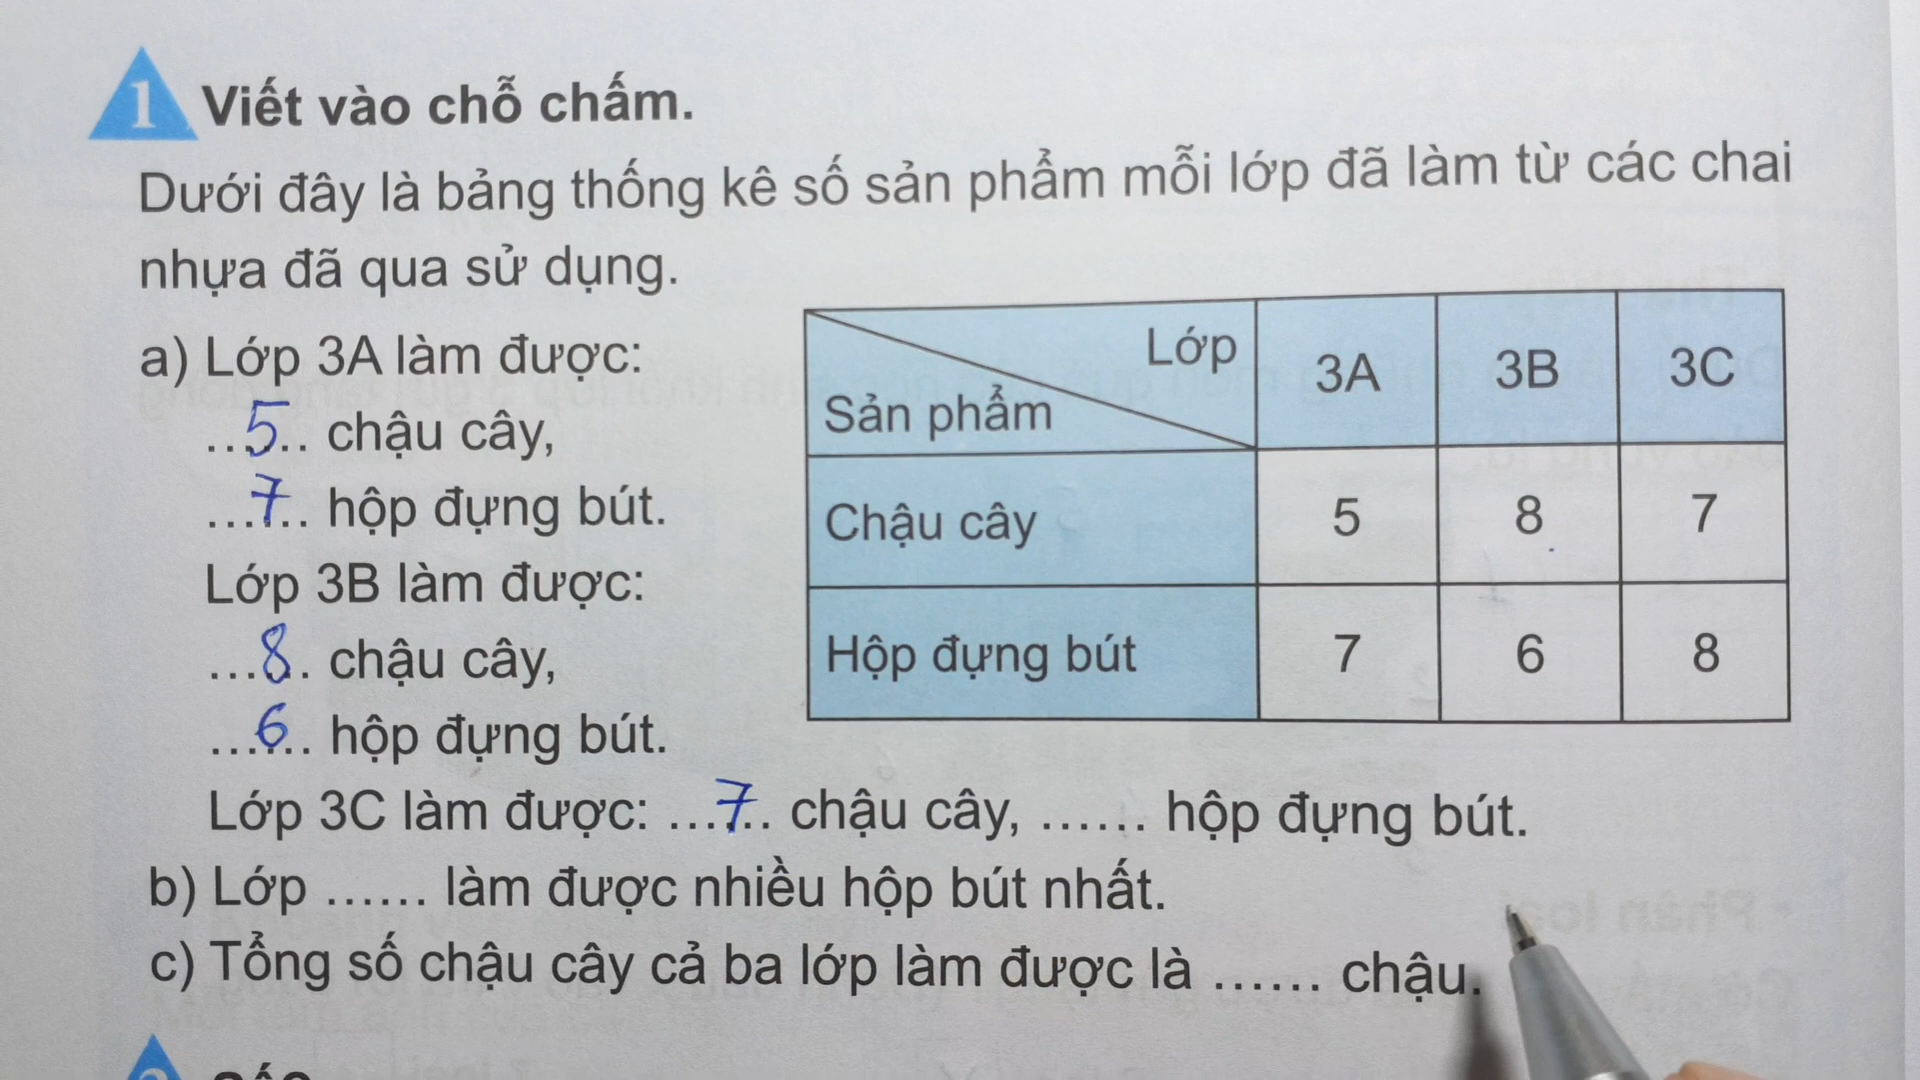 1 Viết vào chỗ chấm.
Dưới đây là bảng thống kê số sản phẩm mỗi lớp đã làm từ các chai
nhựa đã qua sử dụng.
a) Lớp 3A làm được:
...5... chậu cây,
...7... hộp đựng bút.
Lớp 3B làm được:
...8... chậu cây,
...6... hộp đựng bút.
Lớp 3A 3B 3C
Sản phẩm
Chậu cây 5 8 7
Hộp đựng bút 7 6 8
Lớp 3C làm được: ...7... chậu cây, ...... hộp đựng bút.
b) Lớp ...... làm được nhiều hộp bút nhất.
c) Tổng số chậu cây cả ba lớp làm được là ...... chậu.